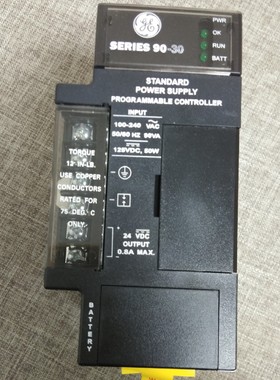 GE
SERIES 90-30
PWR
OK
RUN
BATT
STANDARD
POWER SUPPLY
PROGRAMMABLE CONTROLLER
INPUT
100-240 VAC
50/60 HZ 90VA
125VDC, 50W
TORQUE
12 IN-LB.
USE COPPER
CONDUCTORS
RATED FOR
75 DEG. C
ONLY.
+ 24 VDC
- OUTPUT
0.8A MAX.
BATTERY